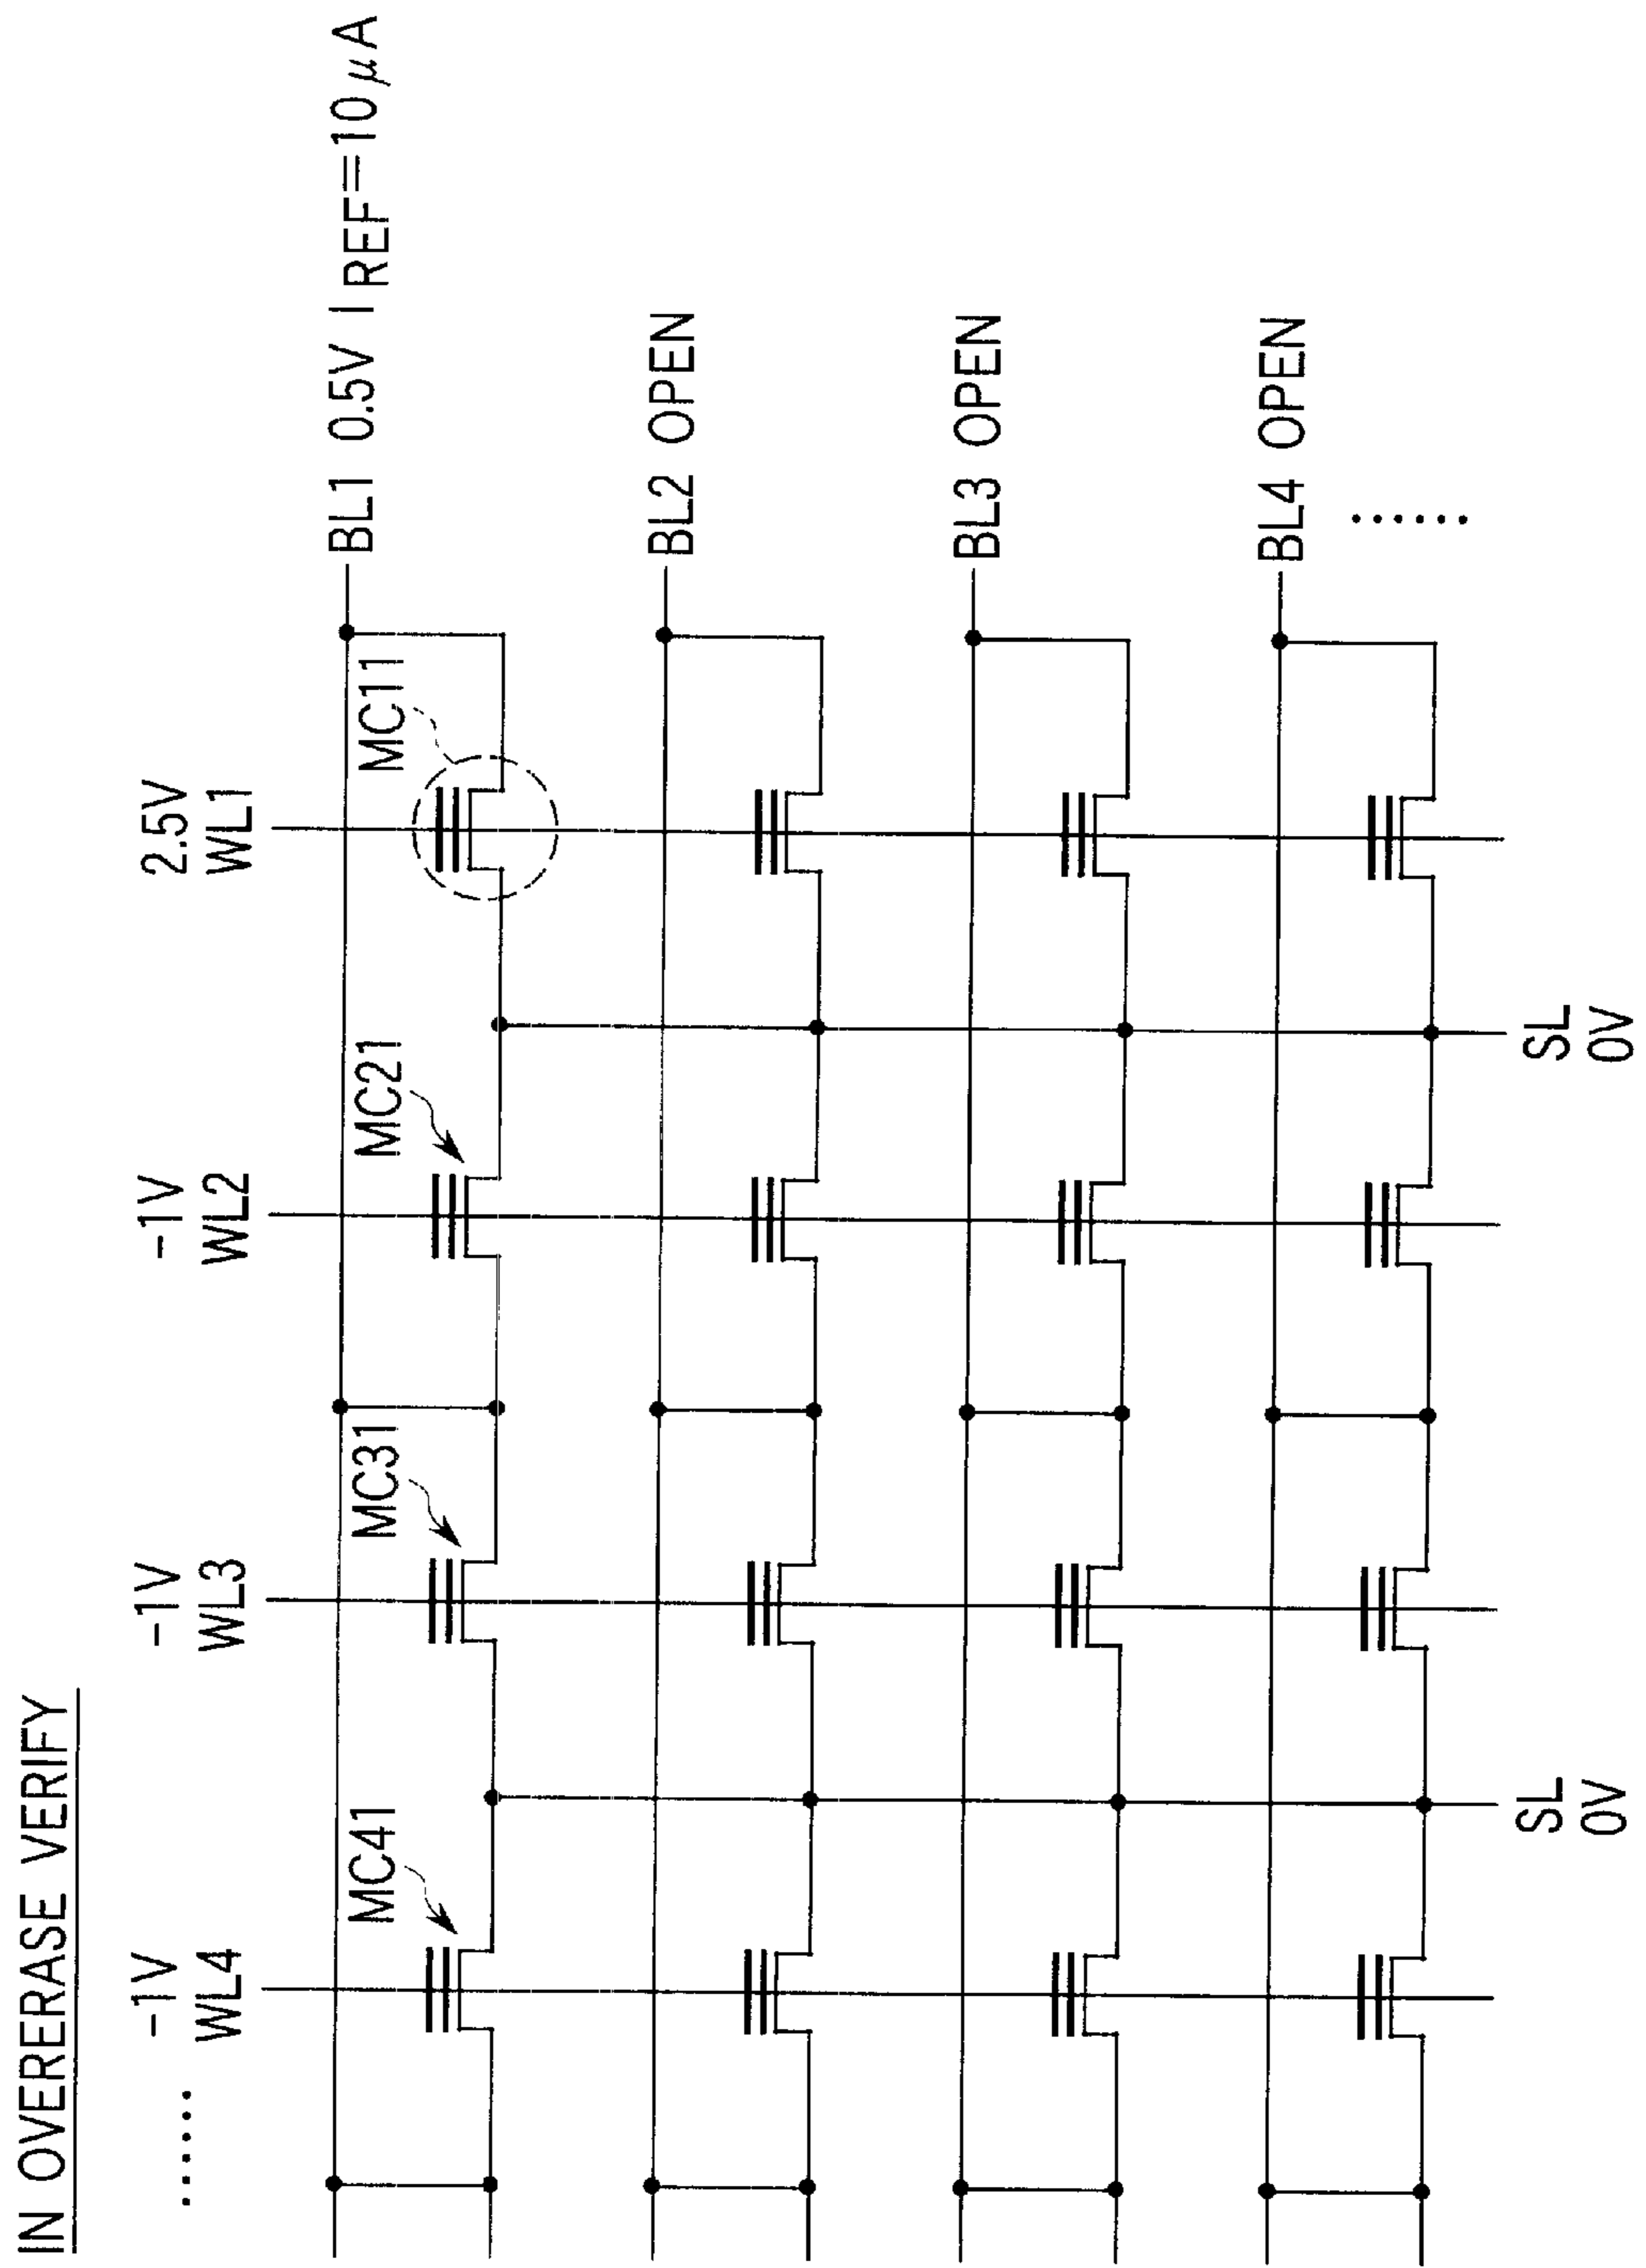 IN OVERERASE VERIFY
-1V
WL4
-1V
WL3
-1V
WL2
2.5V
WL1
......
BL1 0.5V IREF=10μA
MC41
MC31
MC21
MC11
BL2 OPEN
BL3 OPEN
BL4 OPEN
......
SL
0V
SL
0V